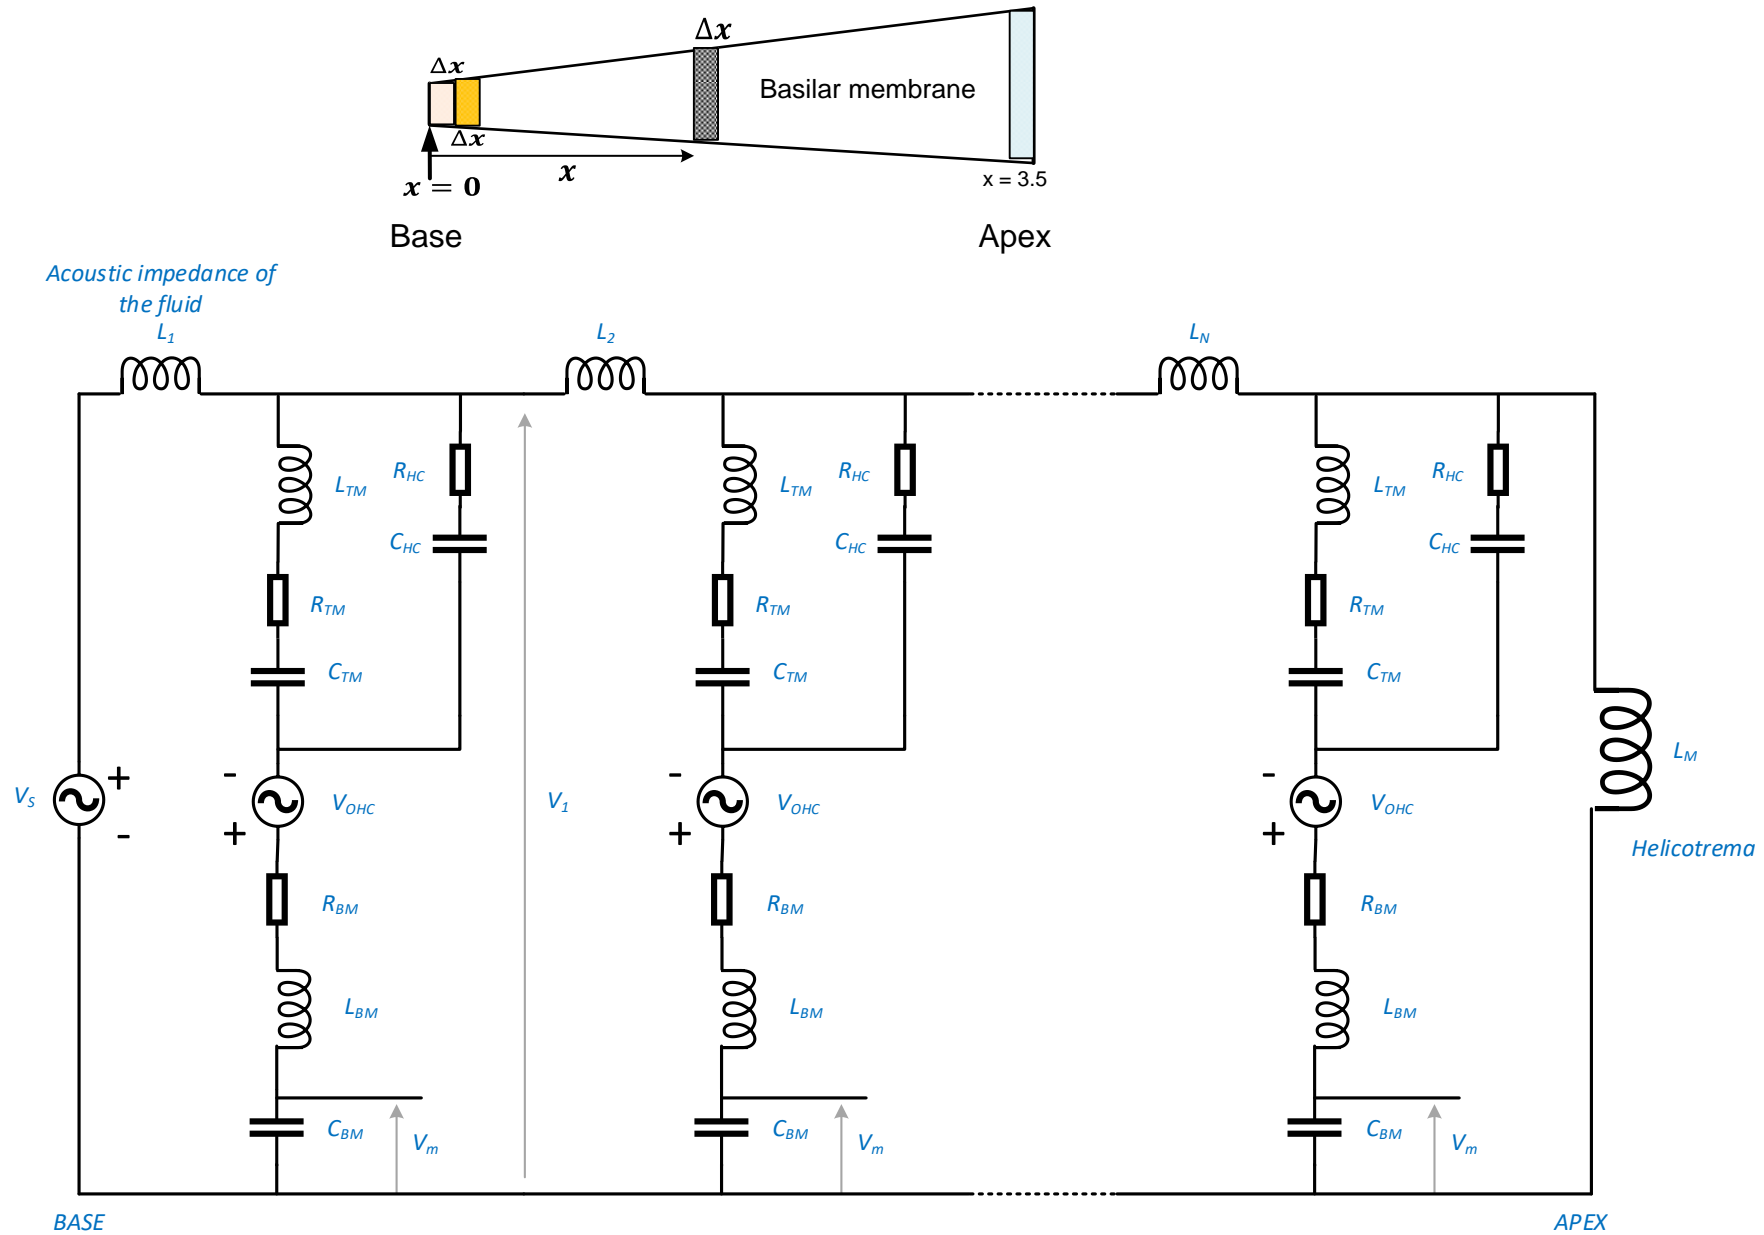 Δx
Δx
Basilar membrane
Δx
x
x = 0
x = 3.5
Base
Apex
Acoustic impedance of
the fluid
L1
L2
LN
LTM
RHC
LTM
RHC
LTM
RHC
CHC
CHC
CHC
RTM
RTM
RTM
CTM
CTM
CTM
LM
VS
+
-
-
+
VOHC
V1
-
+
VOHC
-
+
VOHC
Helicotrema
RBM
RBM
RBM
LBM
LBM
LBM
CBM
Vm
CBM
Vm
CBM
Vm
BASE
APEX